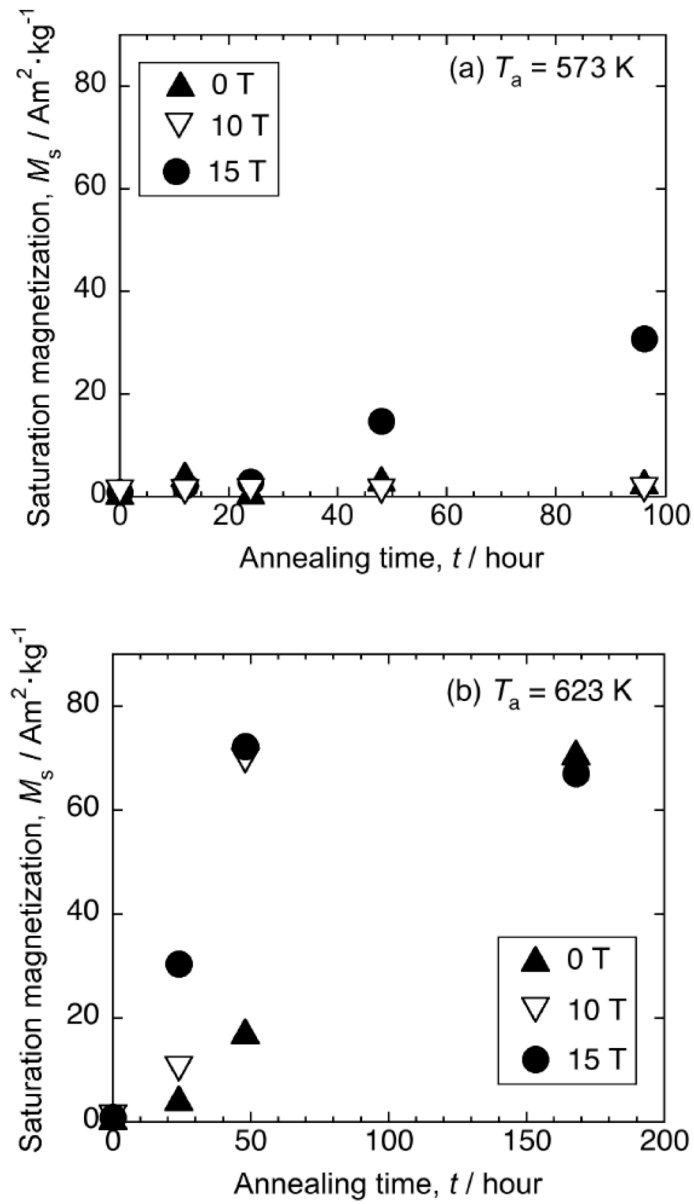 (a) Tₐ = 573 K
0 T
10 T
15 T
80
60
40
20
0
0 20 40 60 80 100
Saturation magnetization, Mₛ / Am²·kg⁻¹
Annealing time, t / hour
(b) Tₐ = 623 K
80
60
40
20
0
0 T
10 T
15 T
0 50 100 150 200
Saturation magnetization, Mₛ / Am²·kg⁻¹
Annealing time, t / hour